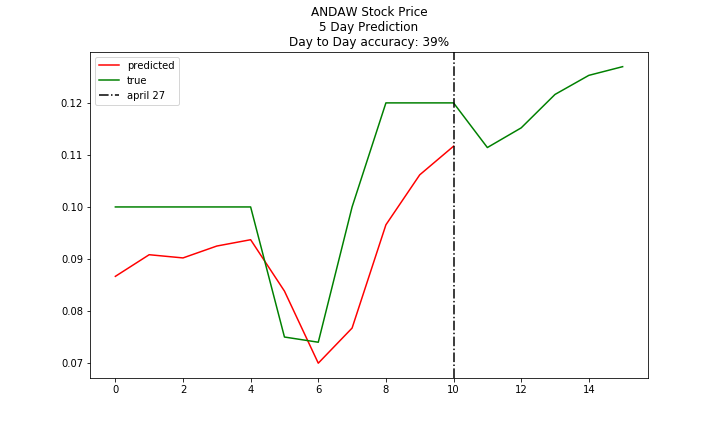 ANDAW Stock Price
5 Day Prediction
Day to Day accuracy: 39%
predicted
true
april 27
0.12
0.11
0.10
0.09
0.08
0.07
0 2 4 6 8 10 12 14